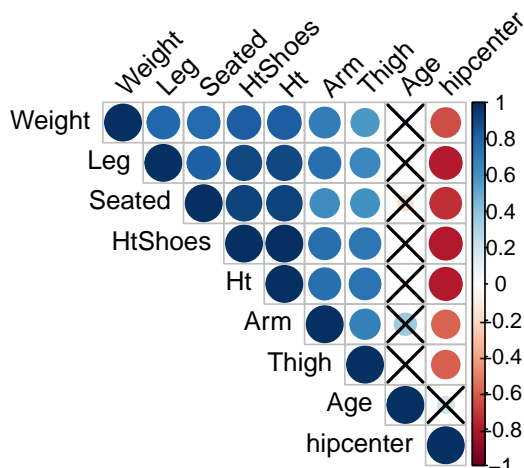 Weight
Leg
Seated
HtShoes
Ht
Arm
Thigh
Age
hipcenter
Weight
Leg
Seated
HtShoes
Ht
Arm
Thigh
Age
hipcenter
1
0.8
0.6
0.4
0.2
0
−0.2
−0.4
−0.6
−0.8
−1